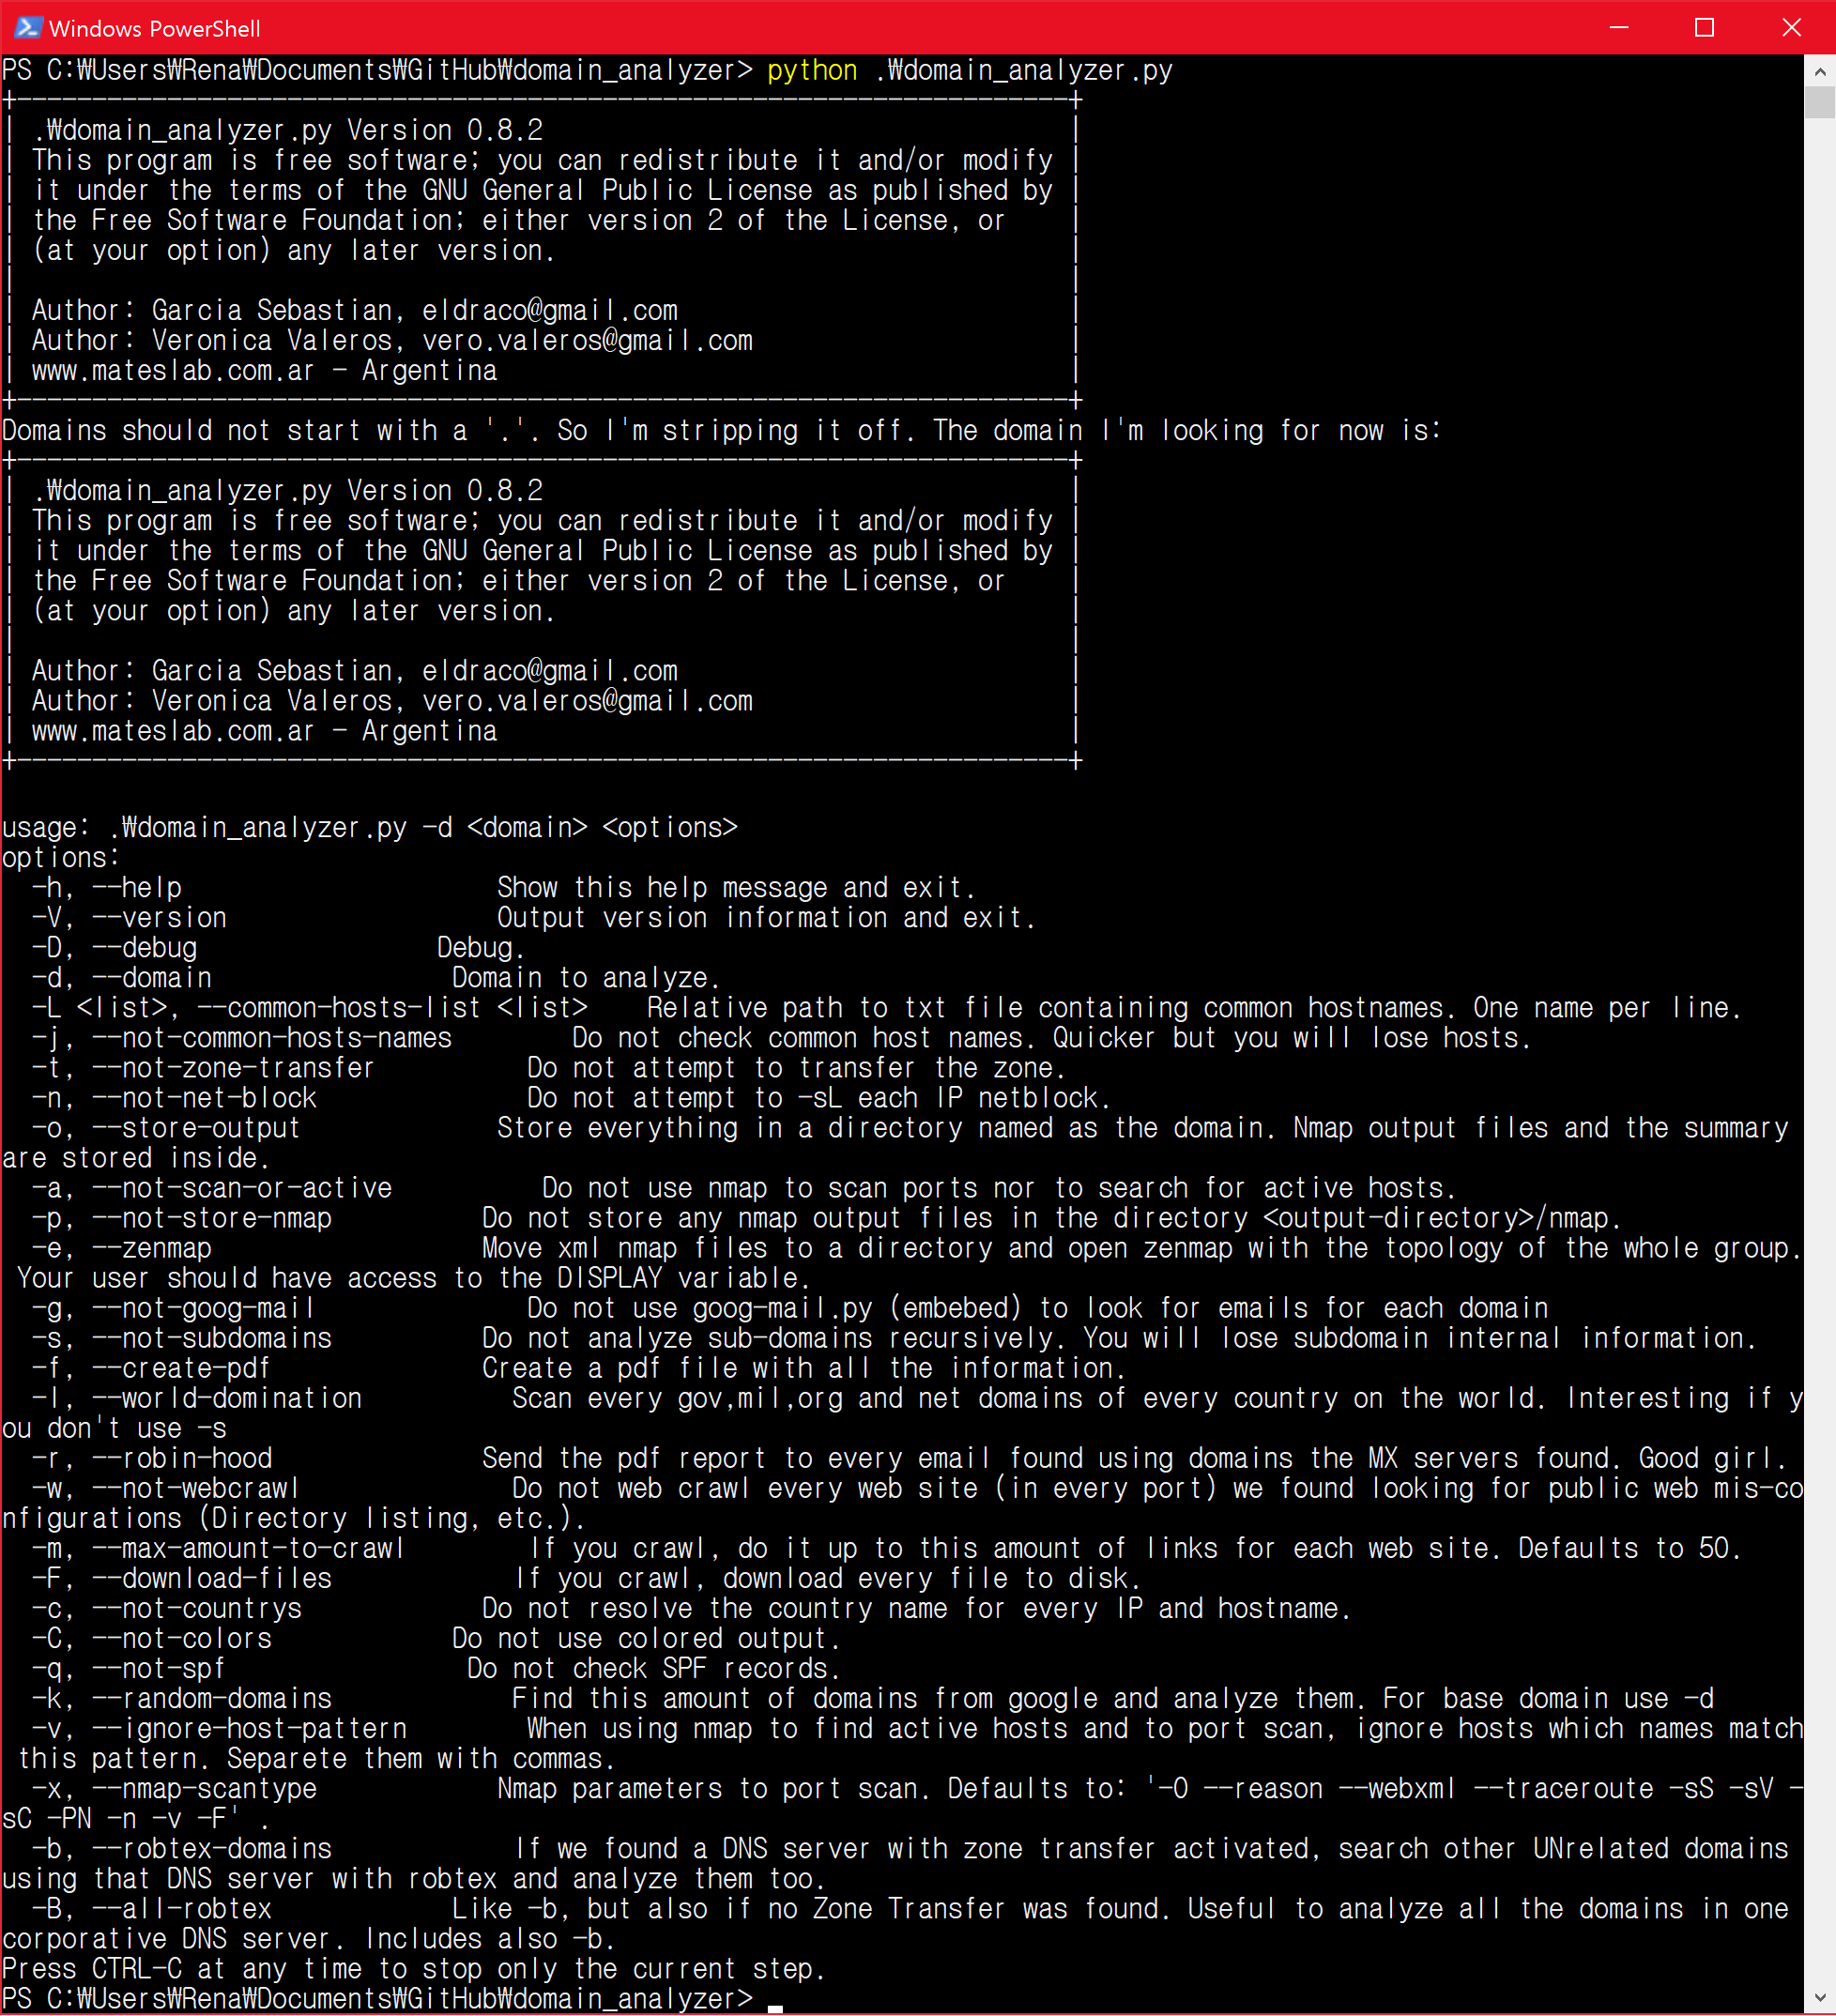 Windows PowerShell
PS C:₩Users₩Rena₩Documents₩GitHub₩domain_analyzer> python .₩domain_analyzer.py
+----------------------------------------------------------------------+
| .₩domain_analyzer.py Version 0.8.2                                   |
| This program is free software; you can redistribute it and/or modify |
| it under the terms of the GNU General Public License as published by |
| the Free Software Foundation; either version 2 of the License, or    |
| (at your option) any later version.                                  |
|                                                                      |
| Author: Garcia Sebastian, eldraco@gmail.com                          |
| Author: Veronica Valeros, vero.valeros@gmail.com                     |
| www.mateslab.com.ar - Argentina                                      |
+----------------------------------------------------------------------+
Domains should not start with a '.'. So I'm stripping it off. The domain I'm looking for now is:
+----------------------------------------------------------------------+
| .₩domain_analyzer.py Version 0.8.2                                   |
| This program is free software; you can redistribute it and/or modify |
| it under the terms of the GNU General Public License as published by |
| the Free Software Foundation; either version 2 of the License, or    |
| (at your option) any later version.                                  |
|                                                                      |
| Author: Garcia Sebastian, eldraco@gmail.com                          |
| Author: Veronica Valeros, vero.valeros@gmail.com                     |
| www.mateslab.com.ar - Argentina                                      |
+----------------------------------------------------------------------+
usage: .₩domain_analyzer.py -d <domain> <options>
options:
  -h, --help                     Show this help message and exit.
  -V, --version                  Output version information and exit.
  -D, --debug                Debug.
  -d, --domain                Domain to analyze.
  -L <list>, --common-hosts-list <list>    Relative path to txt file containing common hostnames. One name per line.
  -j, --not-common-hosts-names        Do not check common host names. Quicker but you will lose hosts.
  -t, --not-zone-transfer          Do not attempt to transfer the zone.
  -n, --not-net-block              Do not attempt to -sL each IP netblock.
  -o, --store-output             Store everything in a directory named as the domain. Nmap output files and the summary
are stored inside.
  -a, --not-scan-or-active          Do not use nmap to scan ports nor to search for active hosts.
  -p, --not-store-nmap          Do not store any nmap output files in the directory <output-directory>/nmap.
  -e, --zenmap                  Move xml nmap files to a directory and open zenmap with the topology of the whole group.
 Your user should have access to the DISPLAY variable.
  -g, --not-goog-mail              Do not use goog-mail.py (embebed) to look for emails for each domain
  -s, --not-subdomains          Do not analyze sub-domains recursively. You will lose subdomain internal information.
  -f, --create-pdf              Create a pdf file with all the information.
  -l, --world-domination          Scan every gov,mil,org and net domains of every country on the world. Interesting if y
ou don't use -s
  -r, --robin-hood              Send the pdf report to every email found using domains the MX servers found. Good girl.
  -w, --not-webcrawl              Do not web crawl every web site (in every port) we found looking for public web mis-co
nfigurations (Directory listing, etc.).
  -m, --max-amount-to-crawl        If you crawl, do it up to this amount of links for each web site. Defaults to 50.
  -F, --download-files            If you crawl, download every file to disk.
  -c, --not-countrys            Do not resolve the country name for every IP and hostname.
  -C, --not-colors            Do not use colored output.
  -q, --not-spf                Do not check SPF records.
  -k, --random-domains            Find this amount of domains from google and analyze them. For base domain use -d
  -v, --ignore-host-pattern        When using nmap to find active hosts and to port scan, ignore hosts which names match
 this pattern. Separete them with commas.
  -x, --nmap-scantype            Nmap parameters to port scan. Defaults to: '-O --reason --webxml --traceroute -sS -sV -
sC -PN -n -v -F' .
  -b, --robtex-domains            If we found a DNS server with zone transfer activated, search other UNrelated domains
using that DNS server with robtex and analyze them too.
  -B, --all-robtex            Like -b, but also if no Zone Transfer was found. Useful to analyze all the domains in one
corporative DNS server. Includes also -b.
Press CTRL-C at any time to stop only the current step.
PS C:₩Users₩Rena₩Documents₩GitHub₩domain_analyzer>